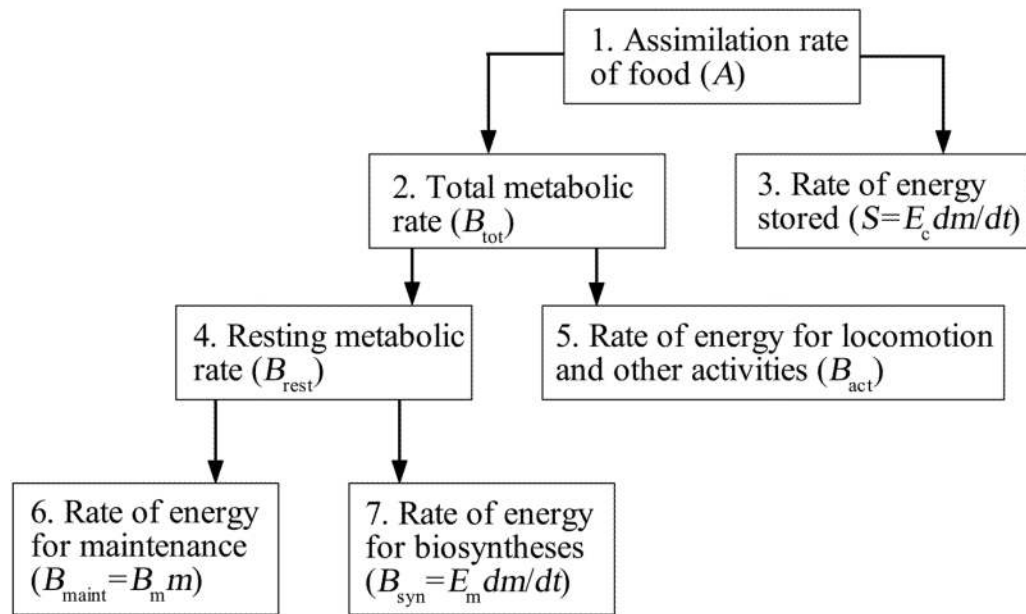 1. Assimilation rate
of food (A)
2. Total metabolic
rate (B_tot)
3. Rate of energy
stored (S=E_c dm/dt)
4. Resting metabolic
rate (B_rest)
5. Rate of energy for locomotion
and other activities (B_act)
6. Rate of energy
for maintenance
(B_maint=B_m m)
7. Rate of energy
for biosyntheses
(B_syn=E_m dm/dt)